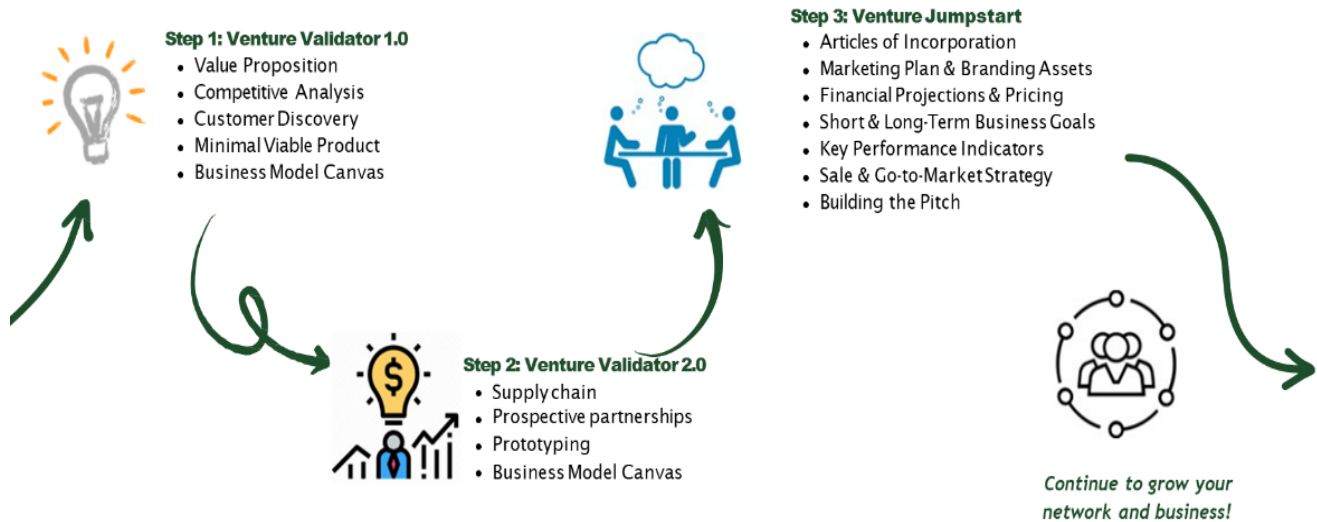 Step 1: Venture Validator 1.0
• Value Proposition
• Competitive Analysis
• Customer Discovery
• Minimal Viable Product
• Business Model Canvas
Step 2: Venture Validator 2.0
• Supply chain
• Prospective partnerships
• Prototyping
• Business Model Canvas
Step 3: Venture Jumpstart
• Articles of Incorporation
• Marketing Plan & Branding Assets
• Financial Projections & Pricing
• Short & Long-Term Business Goals
• Key Performance Indicators
• Sale & Go-to-Market Strategy
• Building the Pitch
$
Continue to grow your
network and business!